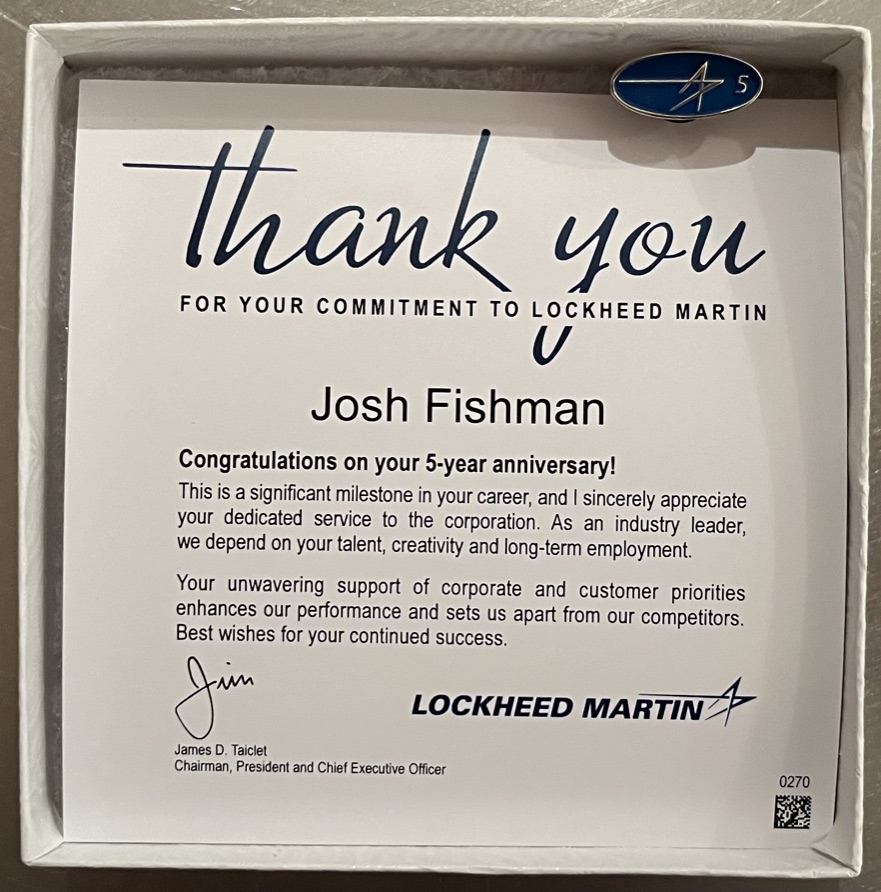 5
thank you
FOR YOUR COMMITMENT TO LOCKHEED MARTIN
Josh Fishman
Congratulations on your 5-year anniversary!
This is a significant milestone in your career, and I sincerely appreciate
your dedicated service to the corporation. As an industry leader,
we depend on your talent, creativity and long-term employment.
Your unwavering support of corporate and customer priorities
enhances our performance and sets us apart from our competitors.
Best wishes for your continued success.
Jim
LOCKHEED MARTIN
James D. Taiclet
Chairman, President and Chief Executive Officer
0270